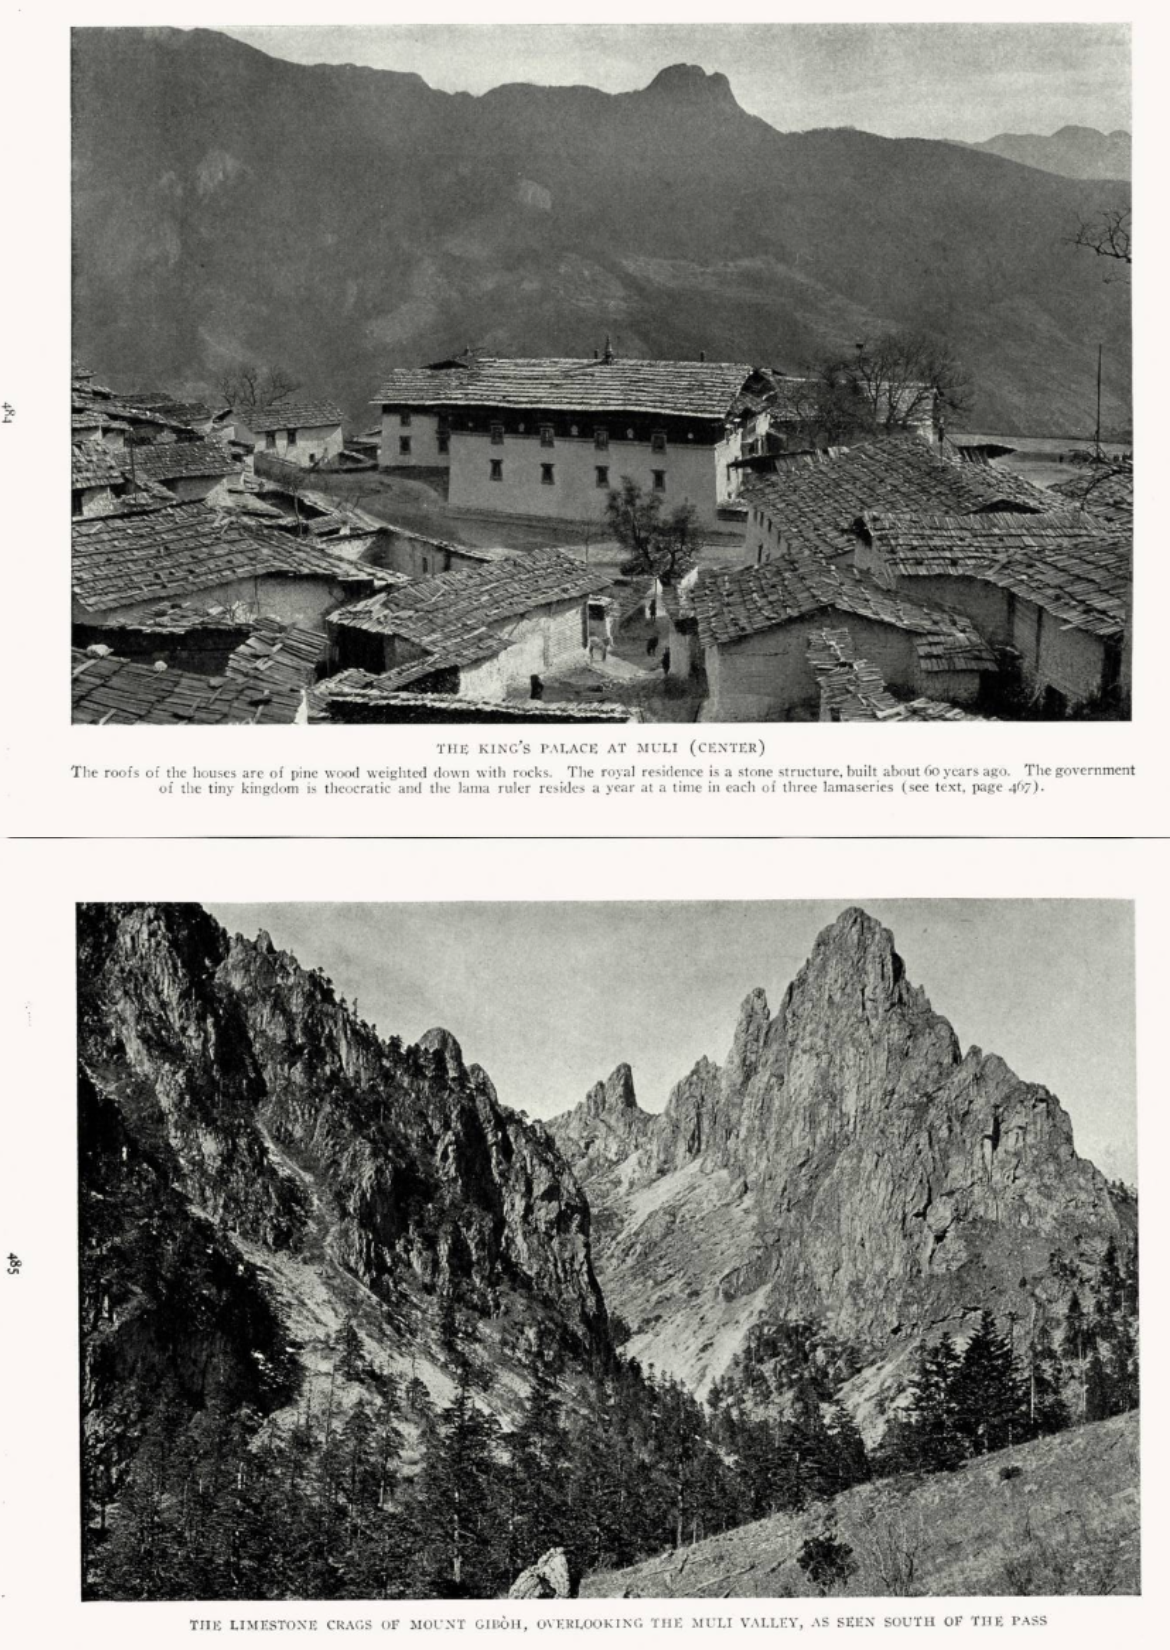 484
THE KING'S PALACE AT MULI (CENTER)
The roofs of the houses are of pine wood weighted down with rocks. The royal residence is a stone structure, built about 60 years ago. The government
of the tiny kingdom is theocratic and the lama ruler resides a year at a time in each of three lamaseries (see text, page 467).
485
THE LIMESTONE CRAGS OF MOUNT GIBÒH, OVERLOOKING THE MULI VALLEY, AS SEEN SOUTH OF THE PASS